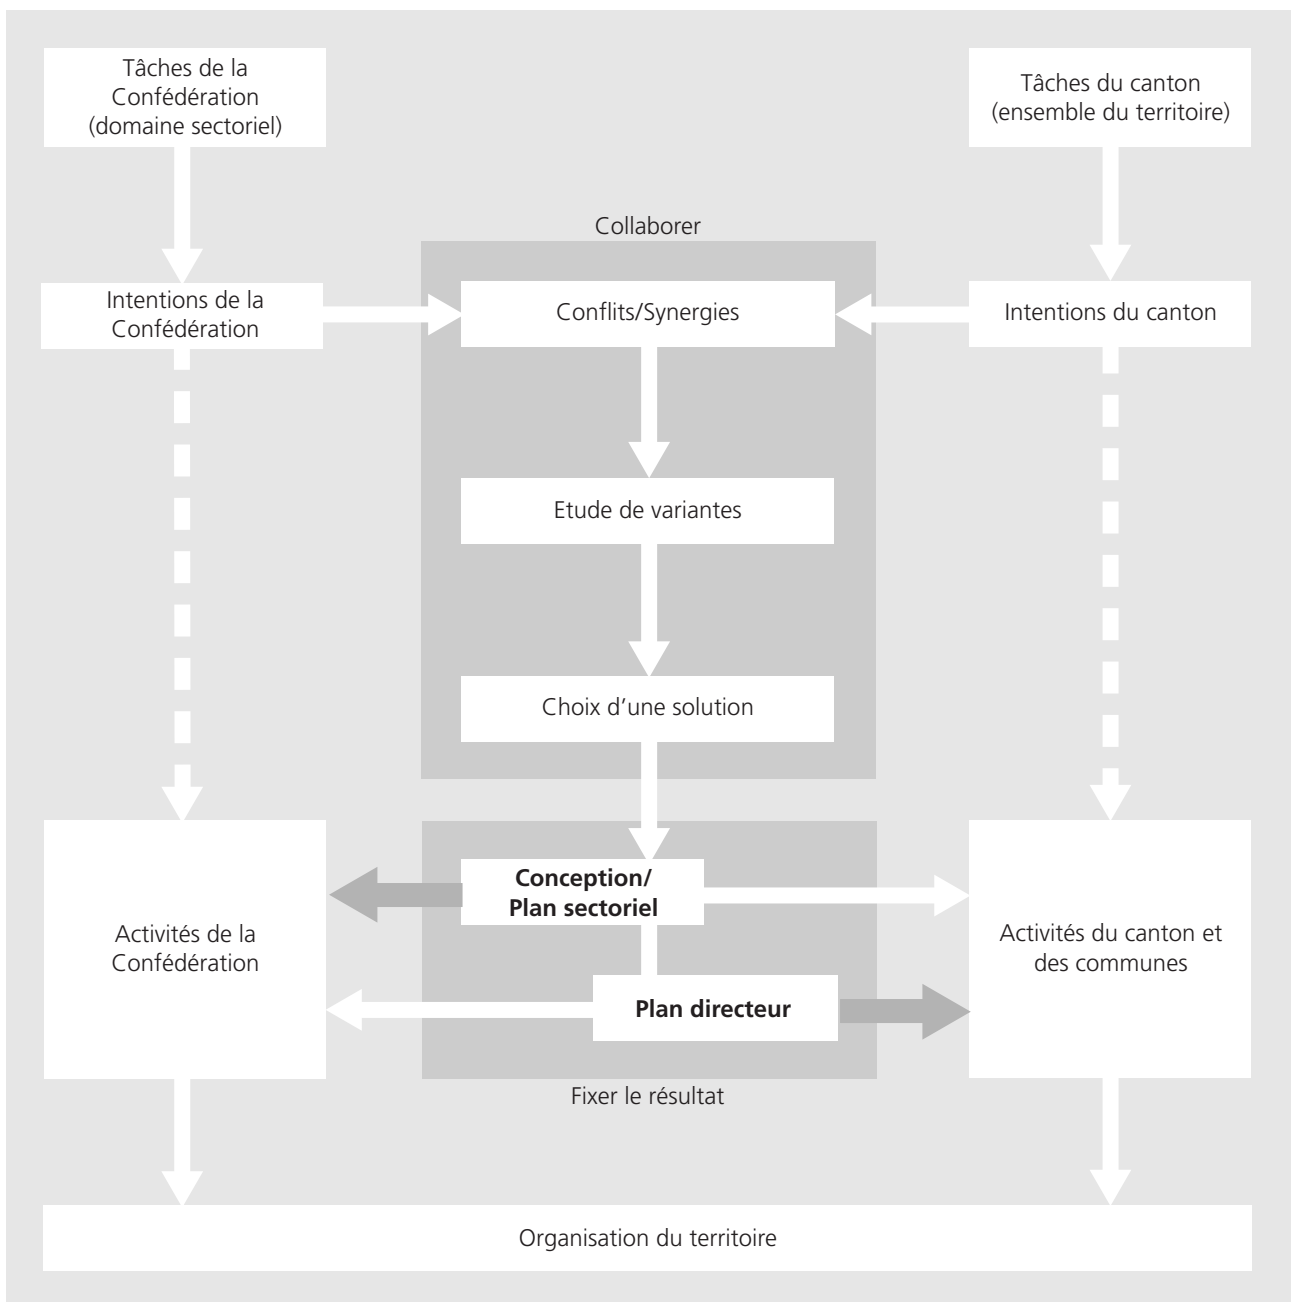 Tâches de la
Confédération
(domaine sectoriel)
Tâches du canton
(ensemble du territoire)
Collaborer
Intentions de la
Confédération
Conflits/Synergies
Intentions du canton
Etude de variantes
Choix d’une solution
Conception/
Plan sectoriel
Activités de la
Confédération
Activités du canton et
des communes
Plan directeur
Fixer le résultat
Organisation du territoire